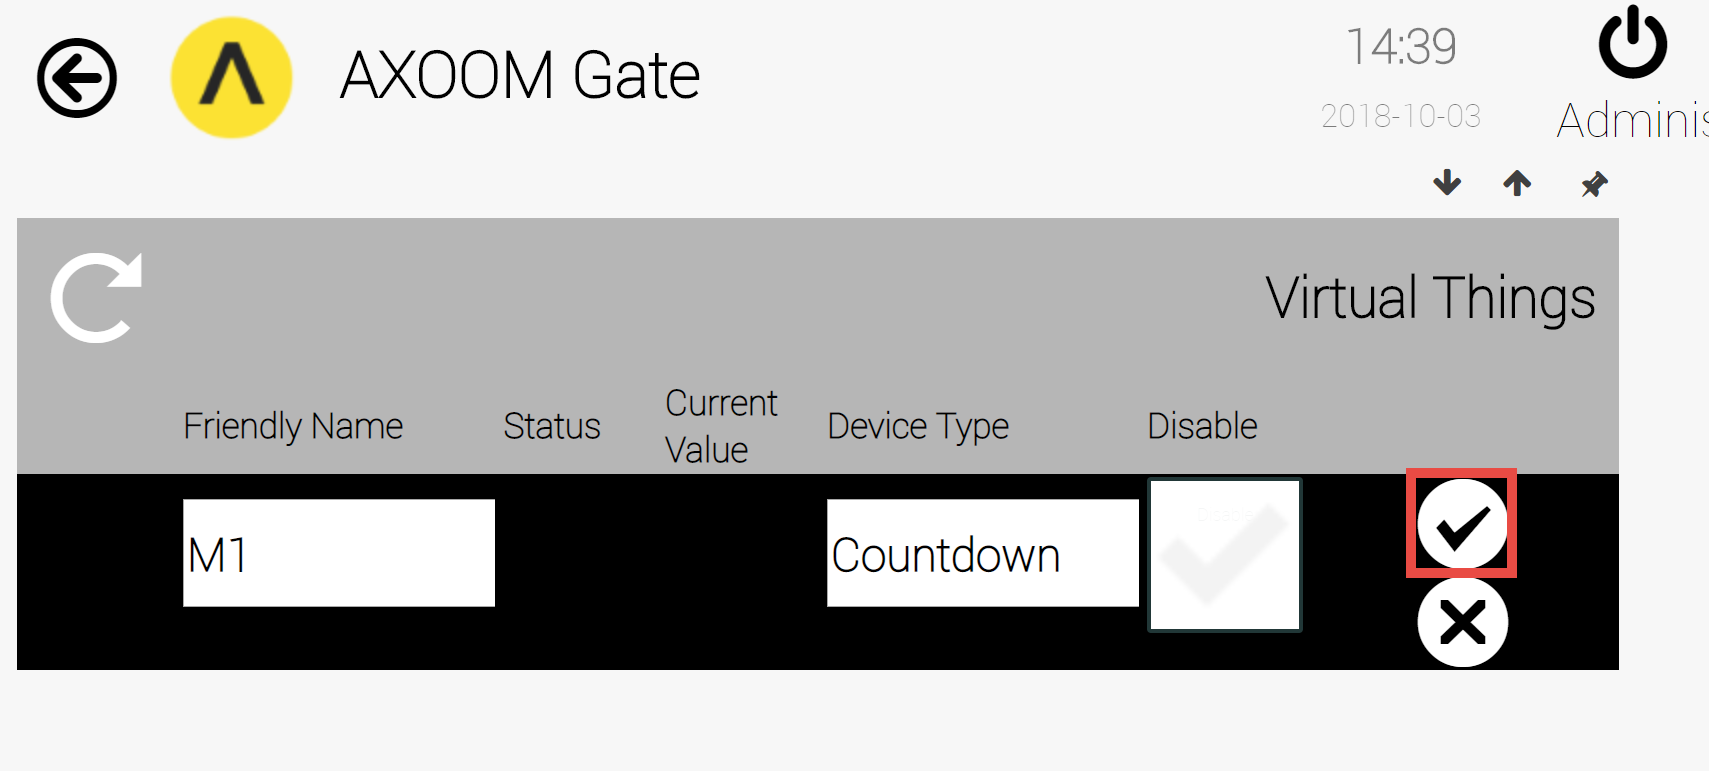 AXOOM Gate
14:39
2018-10-03
Adminis
Virtual Things
Friendly Name
Status
Current
Value
Device Type
Disable
M1
Countdown